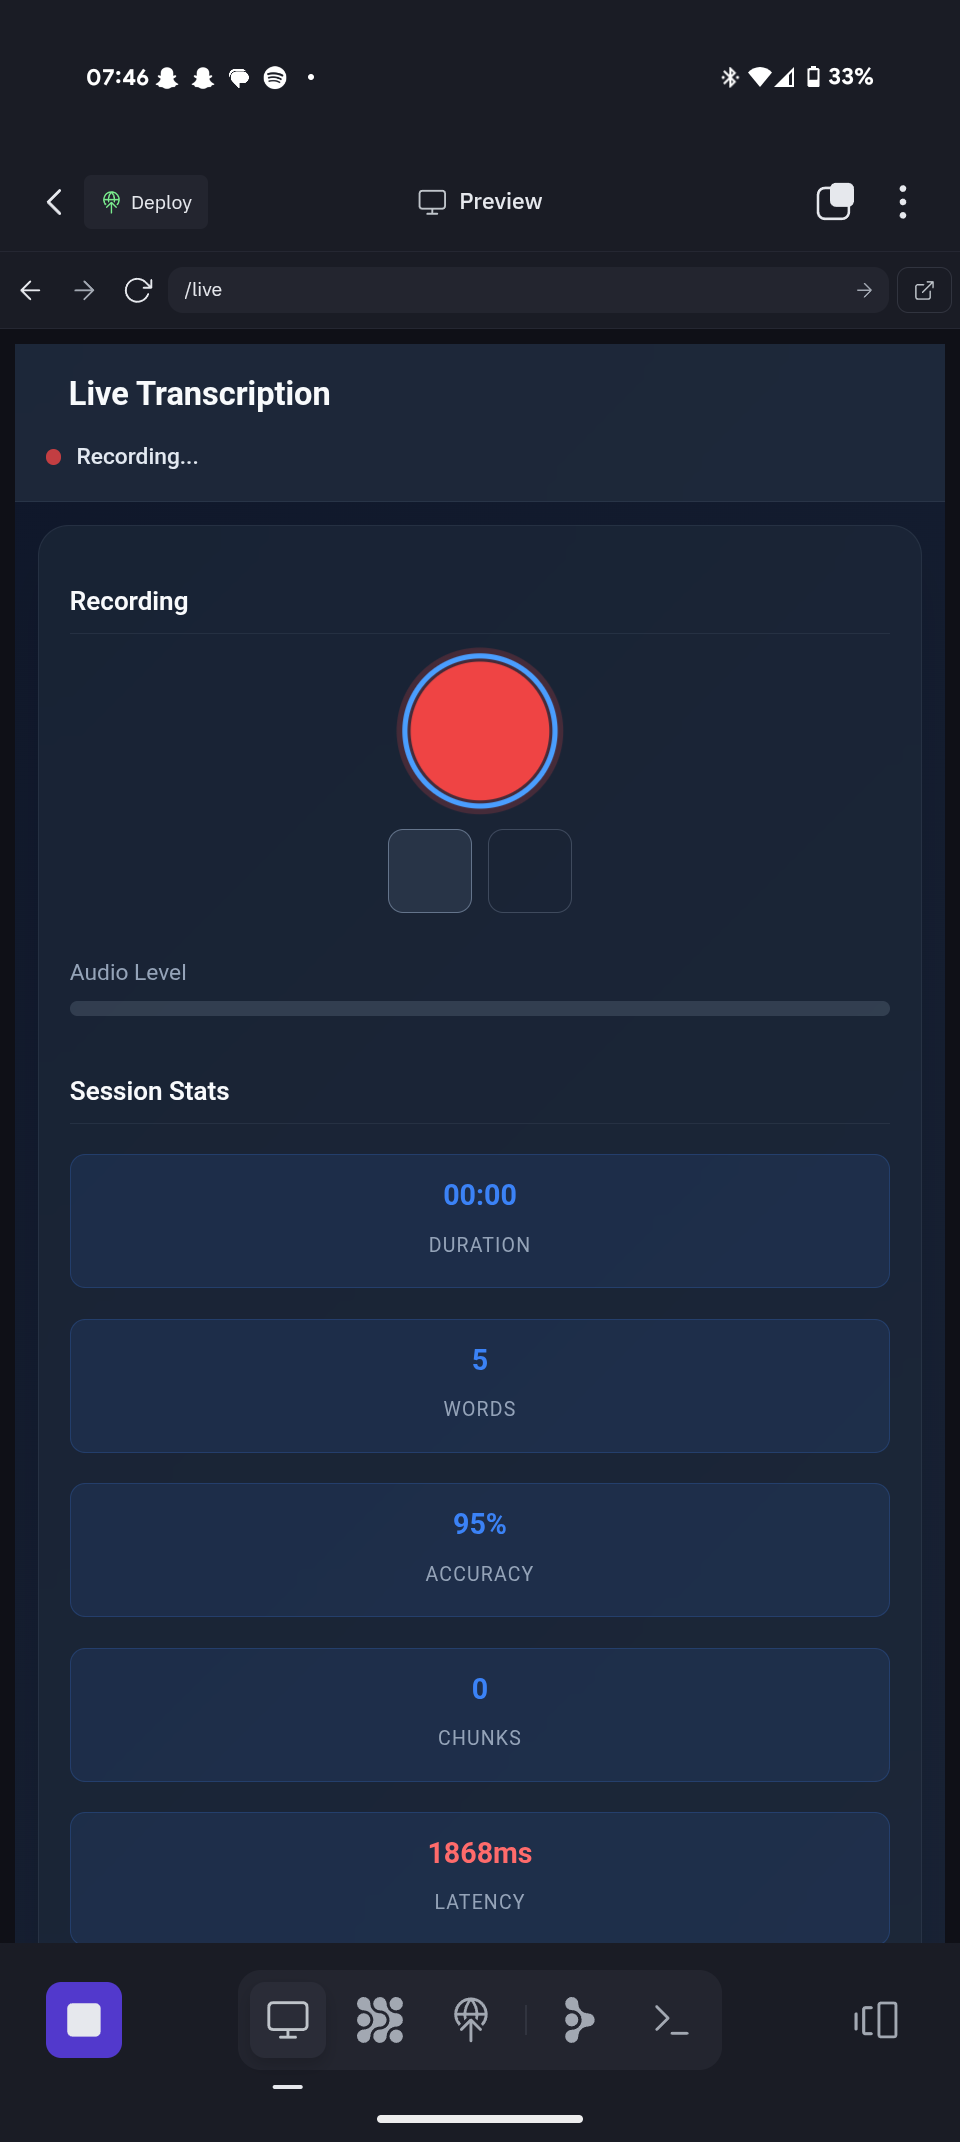 07:46
33%
Deploy
Preview
/live
Live Transcription
Recording...
Recording
Audio Level
Session Stats
00:00
DURATION
5
WORDS
95%
ACCURACY
0
CHUNKS
1868ms
LATENCY